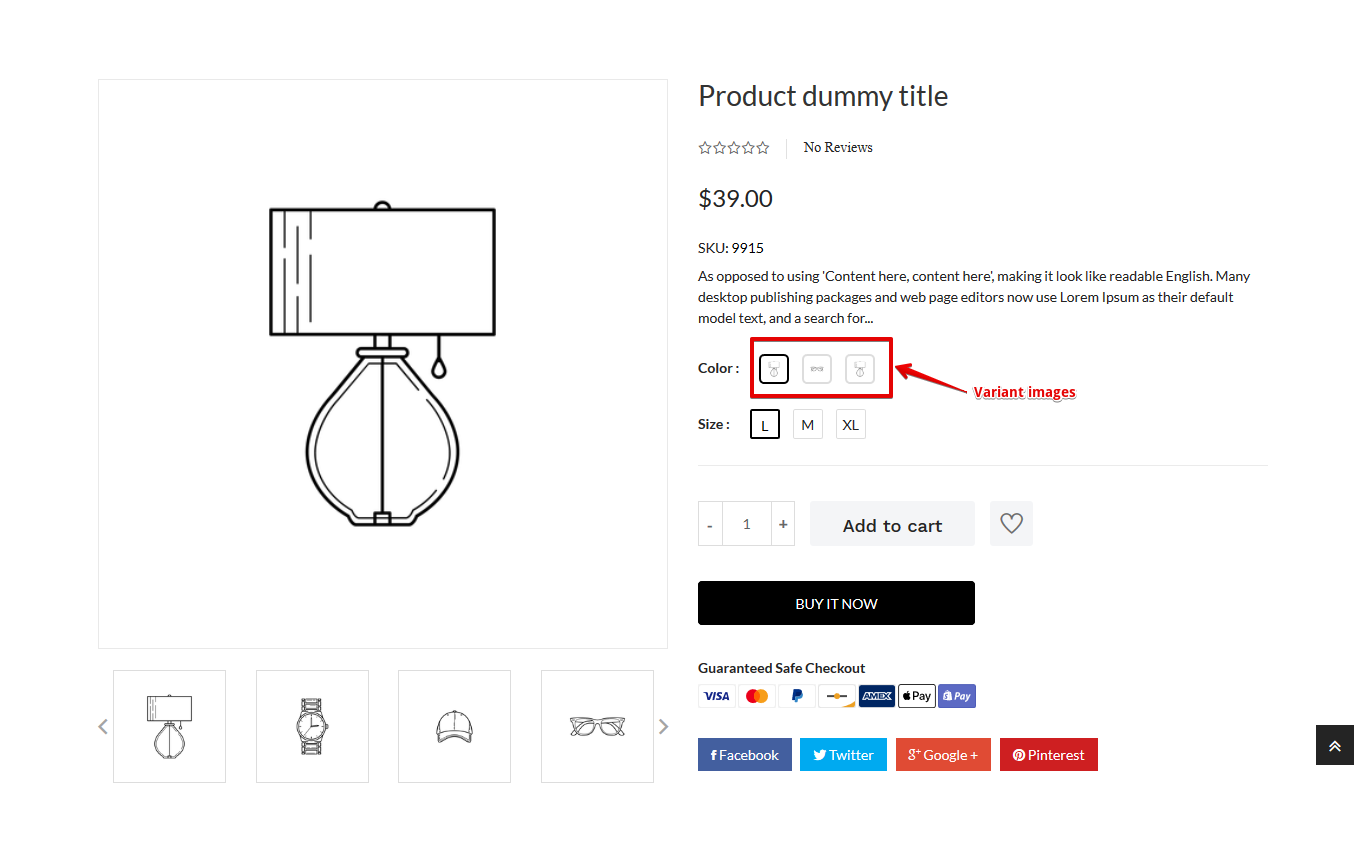 Product dummy title
No Reviews
$39.00
SKU: 9915
As opposed to using 'Content here, content here', making it look like readable English. Many
desktop publishing packages and web page editors now use Lorem Ipsum as their default
model text, and a search for...
Color :
Variant images
Size :
L
M
XL
-
1
+
Add to cart
BUY IT NOW
Guaranteed Safe Checkout
VISA
AMEX
Pay
Pay
Facebook
Twitter
Google +
Pinterest